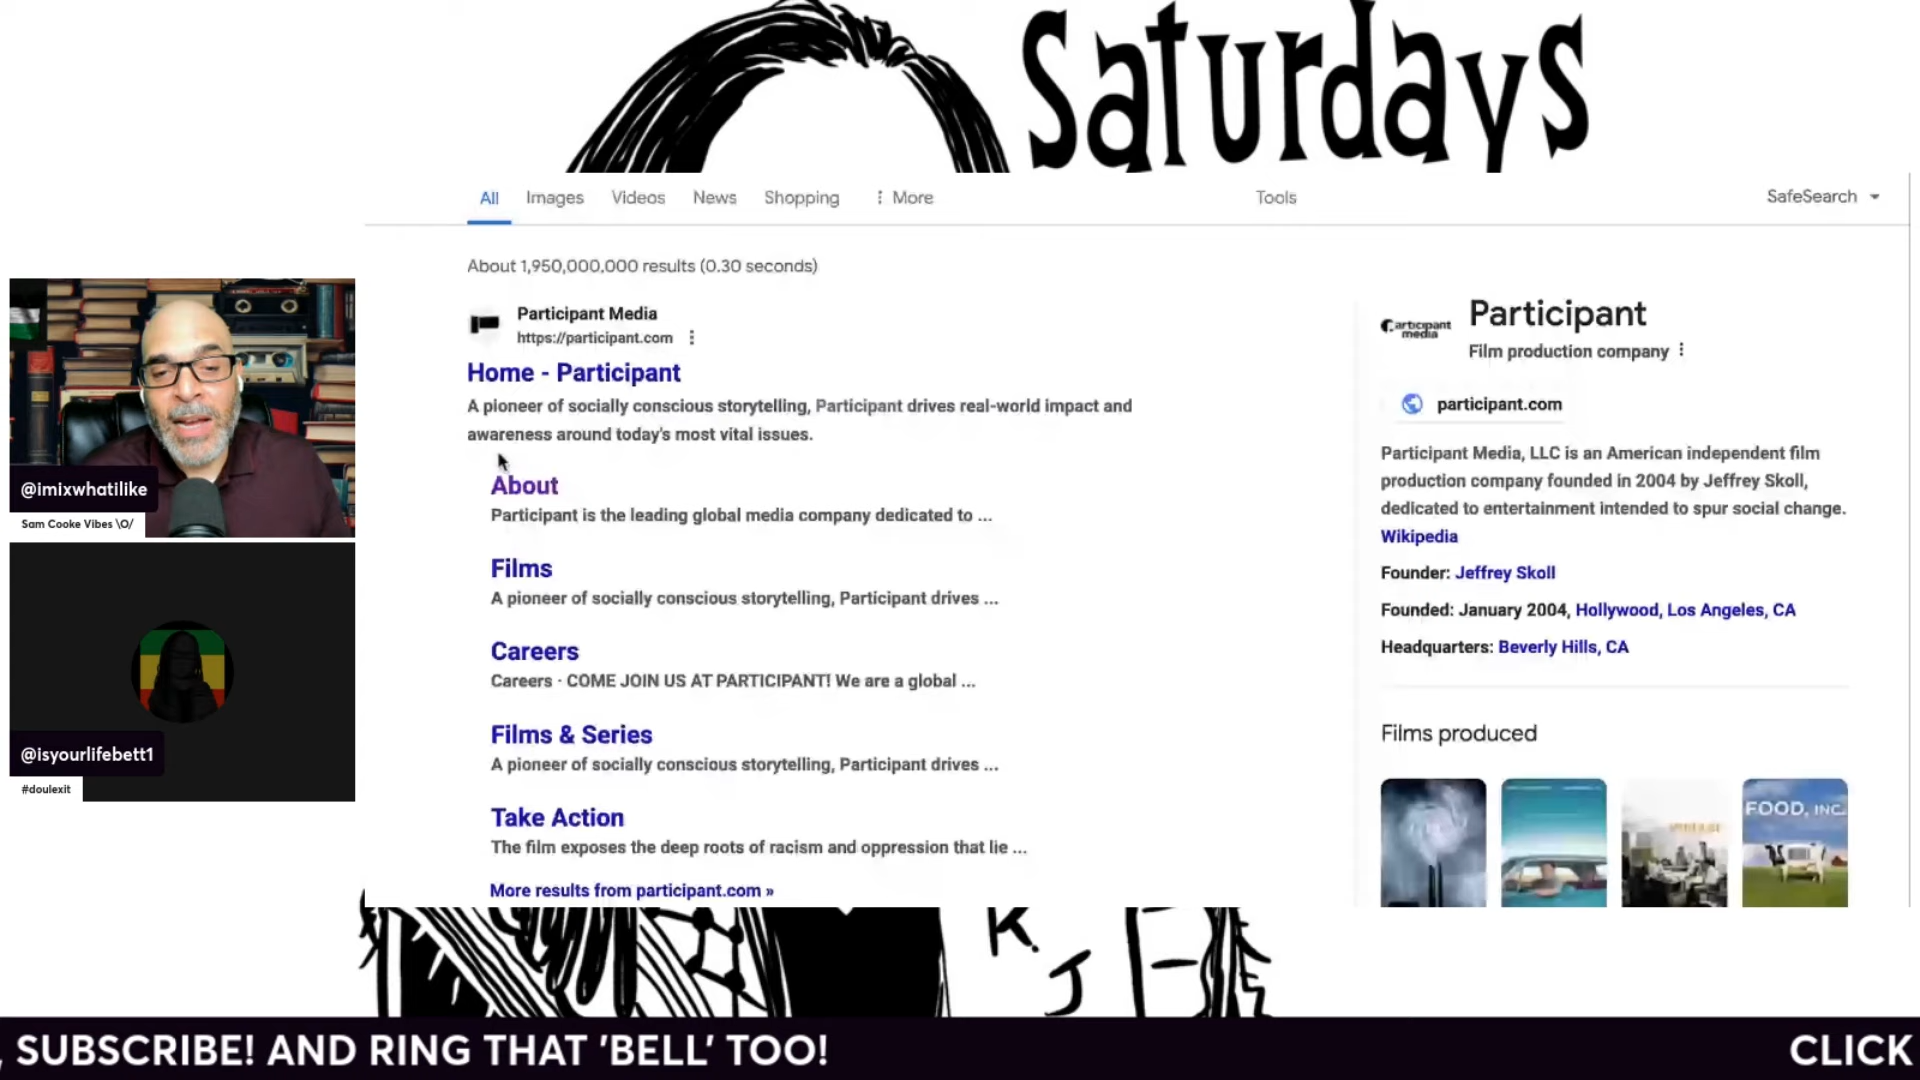 Saturdays
All Images Videos News Shopping More Tools SafeSearch
About 1,950,000,000 results (0.30 seconds)
Participant Media
https://participant.com
Home - Participant
A pioneer of socially conscious storytelling, Participant drives real-world impact and
awareness around today's most vital issues.
About
Participant is the leading global media company dedicated to ...
Films
A pioneer of socially conscious storytelling, Participant drives ...
Careers
Careers · COME JOIN US AT PARTICIPANT! We are a global ...
Films & Series
A pioneer of socially conscious storytelling, Participant drives ...
Take Action
The film exposes the deep roots of racism and oppression that lie ...
More results from participant.com »
articipant
media
Participant
Film production company
participant.com
Participant Media, LLC is an American independent film
production company founded in 2004 by Jeffrey Skoll,
dedicated to entertainment intended to spur social change.
Wikipedia
Founder: Jeffrey Skoll
Founded: January 2004, Hollywood, Los Angeles, CA
Headquarters: Beverly Hills, CA
Films produced
FOOD, INC.
@imixwhatilike
Sam Cooke Vibes \O/
@isyourlifebett1
#doulexit
, SUBSCRIBE! AND RING THAT 'BELL' TOO!
CLICK